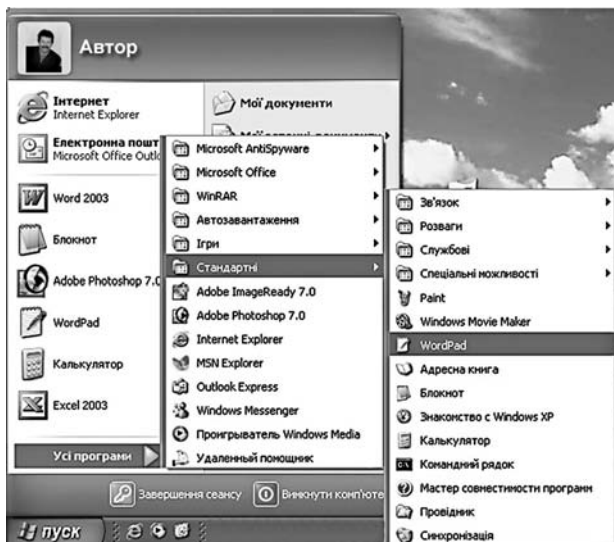 Автор
Інтернет
Internet Explorer
Електронна пошт
Microsoft Office Outlo
Word 2003
Блокнот
Adobe Photoshop 7.0
WordPad
Калькулятор
Excel 2003
Усі програми
Мої документи
Мої останні документи
Microsoft AntiSpyware
Microsoft Office
WinRAR
Автозавантаження
Ігри
Стандартні
Adobe ImageReady 7.0
Adobe Photoshop 7.0
Internet Explorer
MSN Explorer
Outlook Express
Windows Messenger
Проигрыватель Windows Media
Удаленный помощник
Зв'язок
Розваги
Службові
Спеціальні можливості
Paint
Windows Movie Maker
WordPad
Адресна книга
Блокнот
Знакомство с Windows XP
Калькулятор
Командний рядок
Мастер совместимости программ
Провідник
Синхронізація
Завершення сеансу
Вимкнути комп'юте
пуск